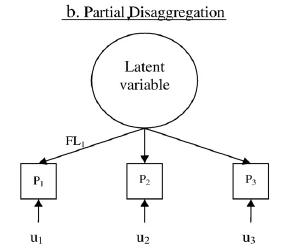 b. Partial Disaggregation
Latent
variable
FL1
P1 P2 P3
u1 u2 u3